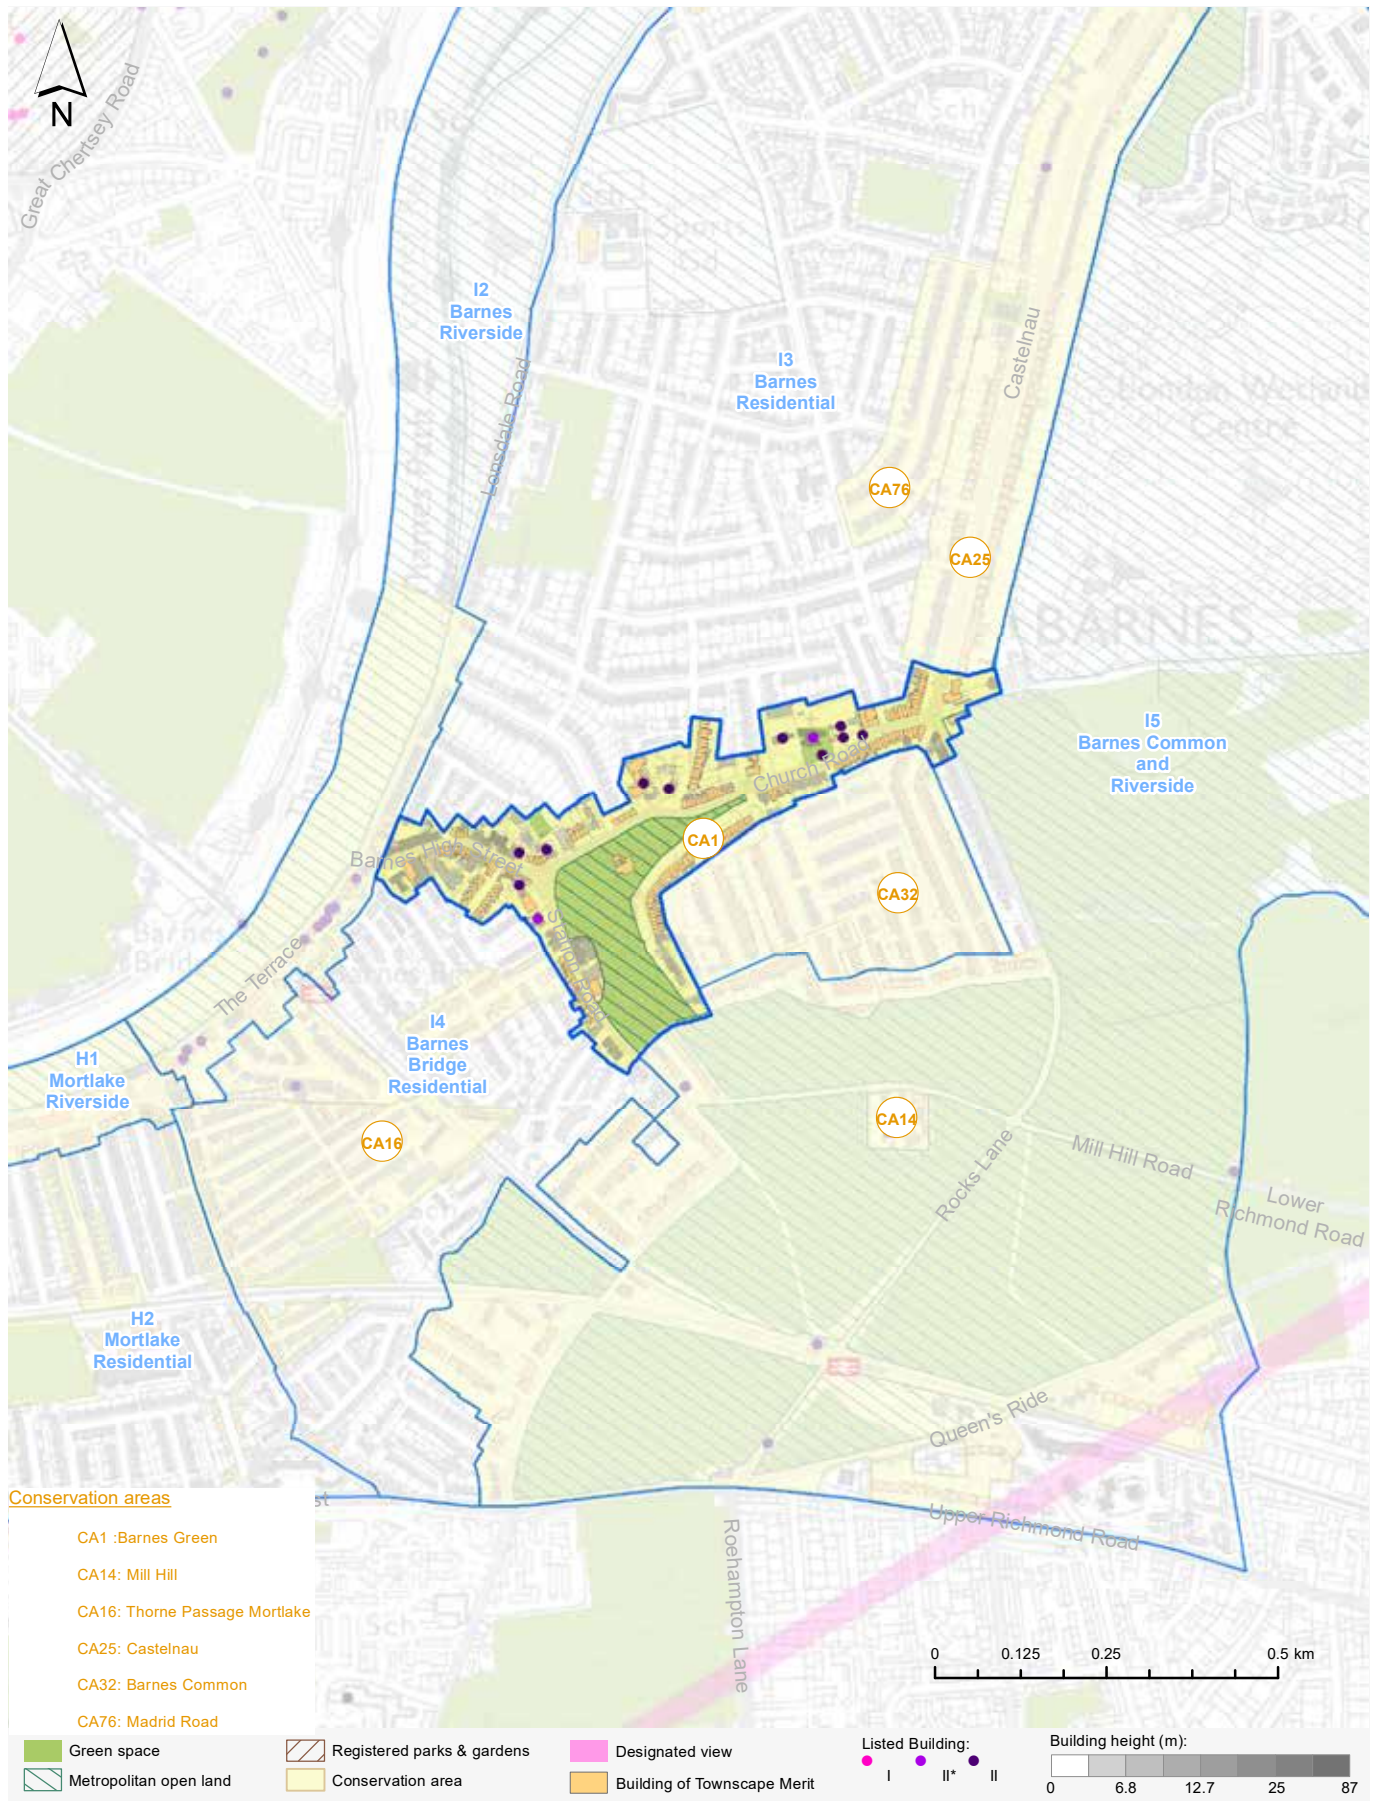 N
Great Chertsey Road
I2
Barnes
Riverside
I3
Barnes
Residential
Castelnau
Lonsdale Road
CA76
CA25
BARNES
I5
Barnes Common
and
Riverside
Church Road
CA1
Barnes High Street
CA32
Station Road
The Terrace
I4
Barnes
Bridge
Residential
H1
Mortlake
Riverside
CA16
CA14
Mill Hill Road
Rocks Lane
Lower
Richmond Road
H2
Mortlake
Residential
Queen's Ride
Upper Richmond Road
Roehampton Lane
Conservation areas
CA1 :Barnes Green
CA14: Mill Hill
CA16: Thorne Passage Mortlake
CA25: Castelnau
CA32: Barnes Common
CA76: Madrid Road
0 0.125 0.25 0.5 km
Green space
Metropolitan open land
Registered parks & gardens
Conservation area
Designated view
Building of Townscape Merit
Listed Building:
I II* II
Building height (m):
0 6.8 12.7 25 87